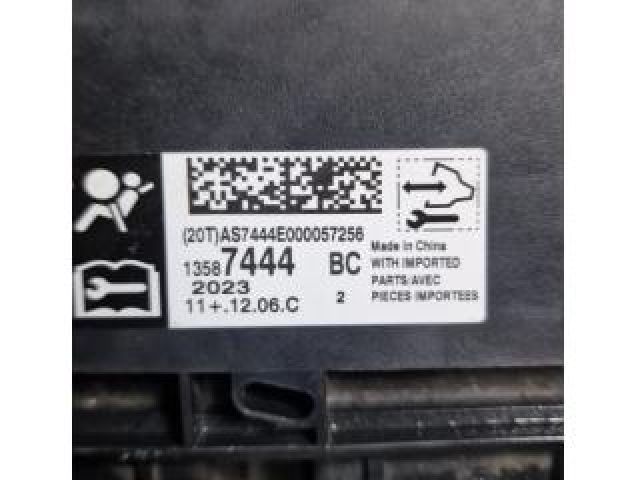 (20T)AS7444E000057256
13587444 BC
2023
11+.12.06.C 2
Made in China
WITH IMPORTED
PARTS/AVEC
PIECES IMPORTEES